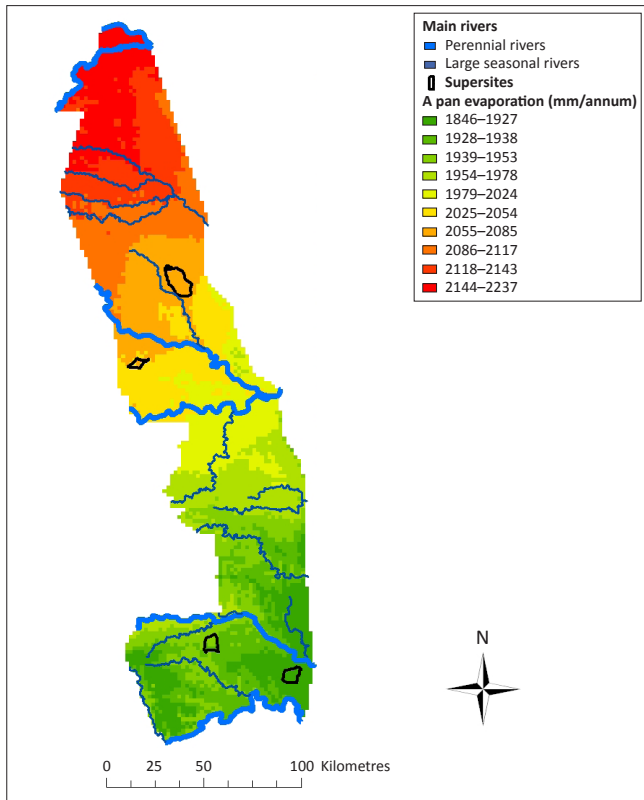 Main rivers
Perennial rivers
Large seasonal rivers
Supersites
A pan evaporation (mm/annum)
1846–1927
1928–1938
1939–1953
1954–1978
1979–2024
2025–2054
2055–2085
2086–2117
2118–2143
2144–2237
N
0 25 50 100 Kilometres